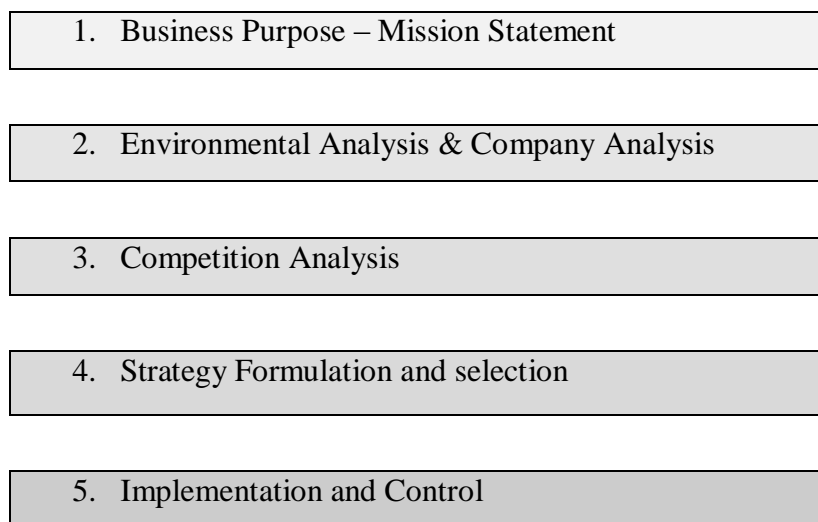 1. Business Purpose – Mission Statement
2. Environmental Analysis & Company Analysis
3. Competition Analysis
4. Strategy Formulation and selection
5. Implementation and Control